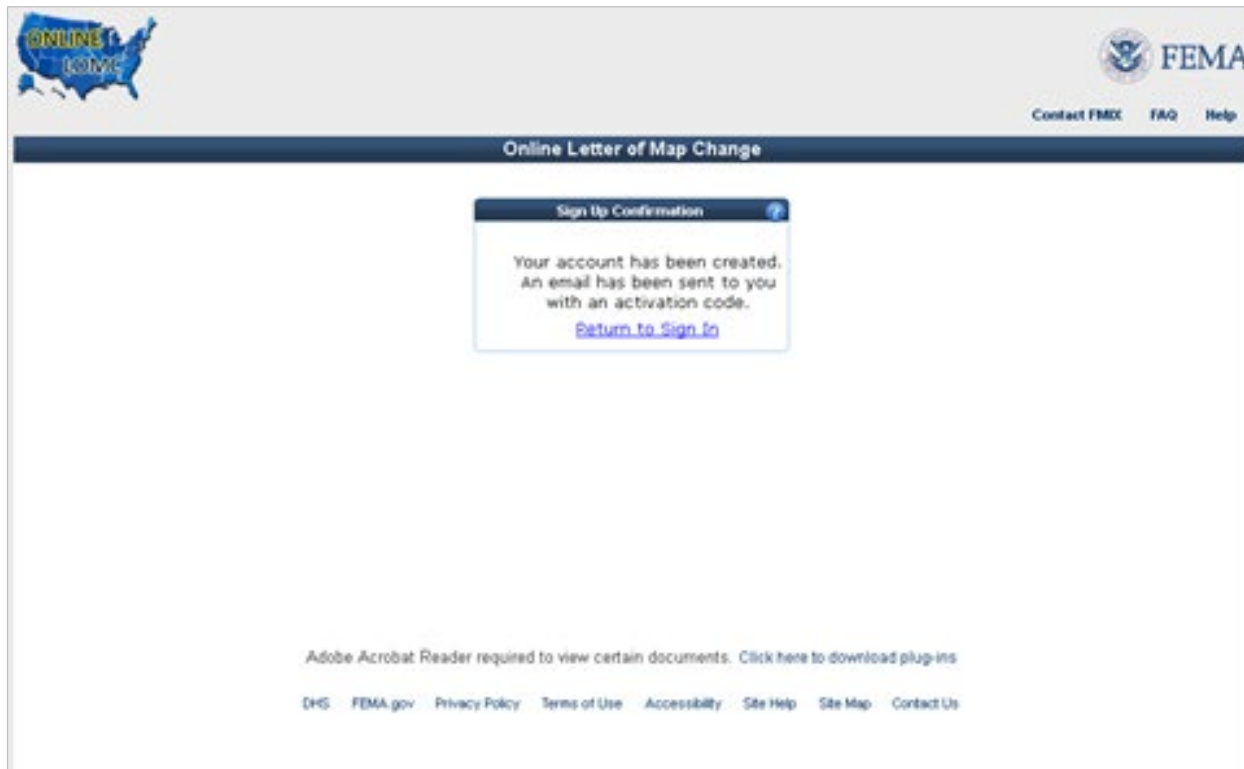 ONLINE
LOMC
FEMA
Contact FMIX FAQ Help
Online Letter of Map Change
Sign Up Confirmation ?
Your account has been created.
An email has been sent to you
with an activation code.
Return to Sign In
Adobe Acrobat Reader required to view certain documents. Click here to download plug-ins
DHS FEMA.gov Privacy Policy Terms of Use Accessibility Site Help Site Map Contact Us